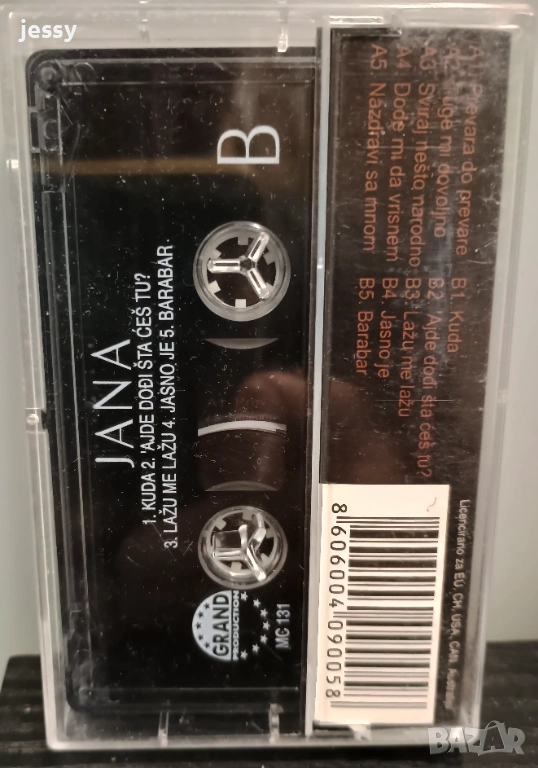 jessy
JANA
1. KUDA 2. 'AJDE DOĐI ŠTA ĆEŠ TU?
3. LAŽU ME LAŽU 4. JASNO JE 5. BARABAR
B
GRAND
PRODUCTION
MC 131
A1. Prevara do prevare
A2. mi dovoljno
A3. Sviraj nešto narodno
A4. Dođe mi da vrisnem
A5. Nazdravi sa mnom
B1. Kuda
B2. Ajde dođi šta ćeš tu?
B3. Lažu me lažu
B4. Jasno je
B5. Barabar
Licencirano za EU, CH, USA, CAN, Australija
8606004090058
BAZAR